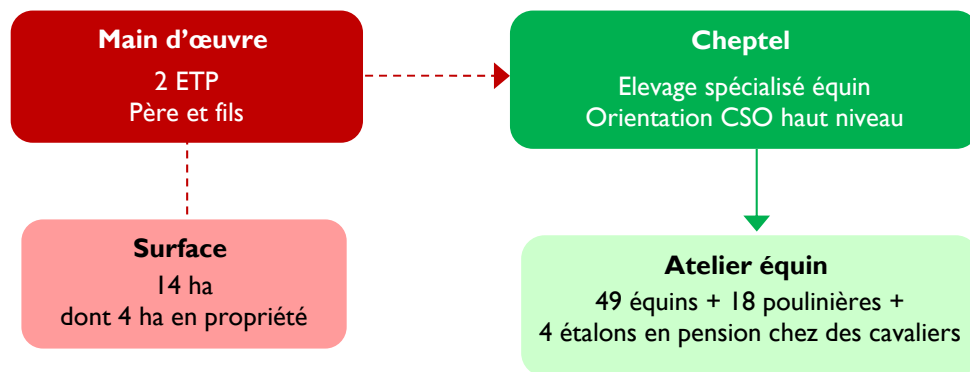 Main d'œuvre
2 ETP
Père et fils
Cheptel
Elevage spécialisé équin
Orientation CSO haut niveau
Surface
14 ha
dont 4 ha en propriété
Atelier équin
49 équins + 18 poulinières +
4 étalons en pension chez des cavaliers